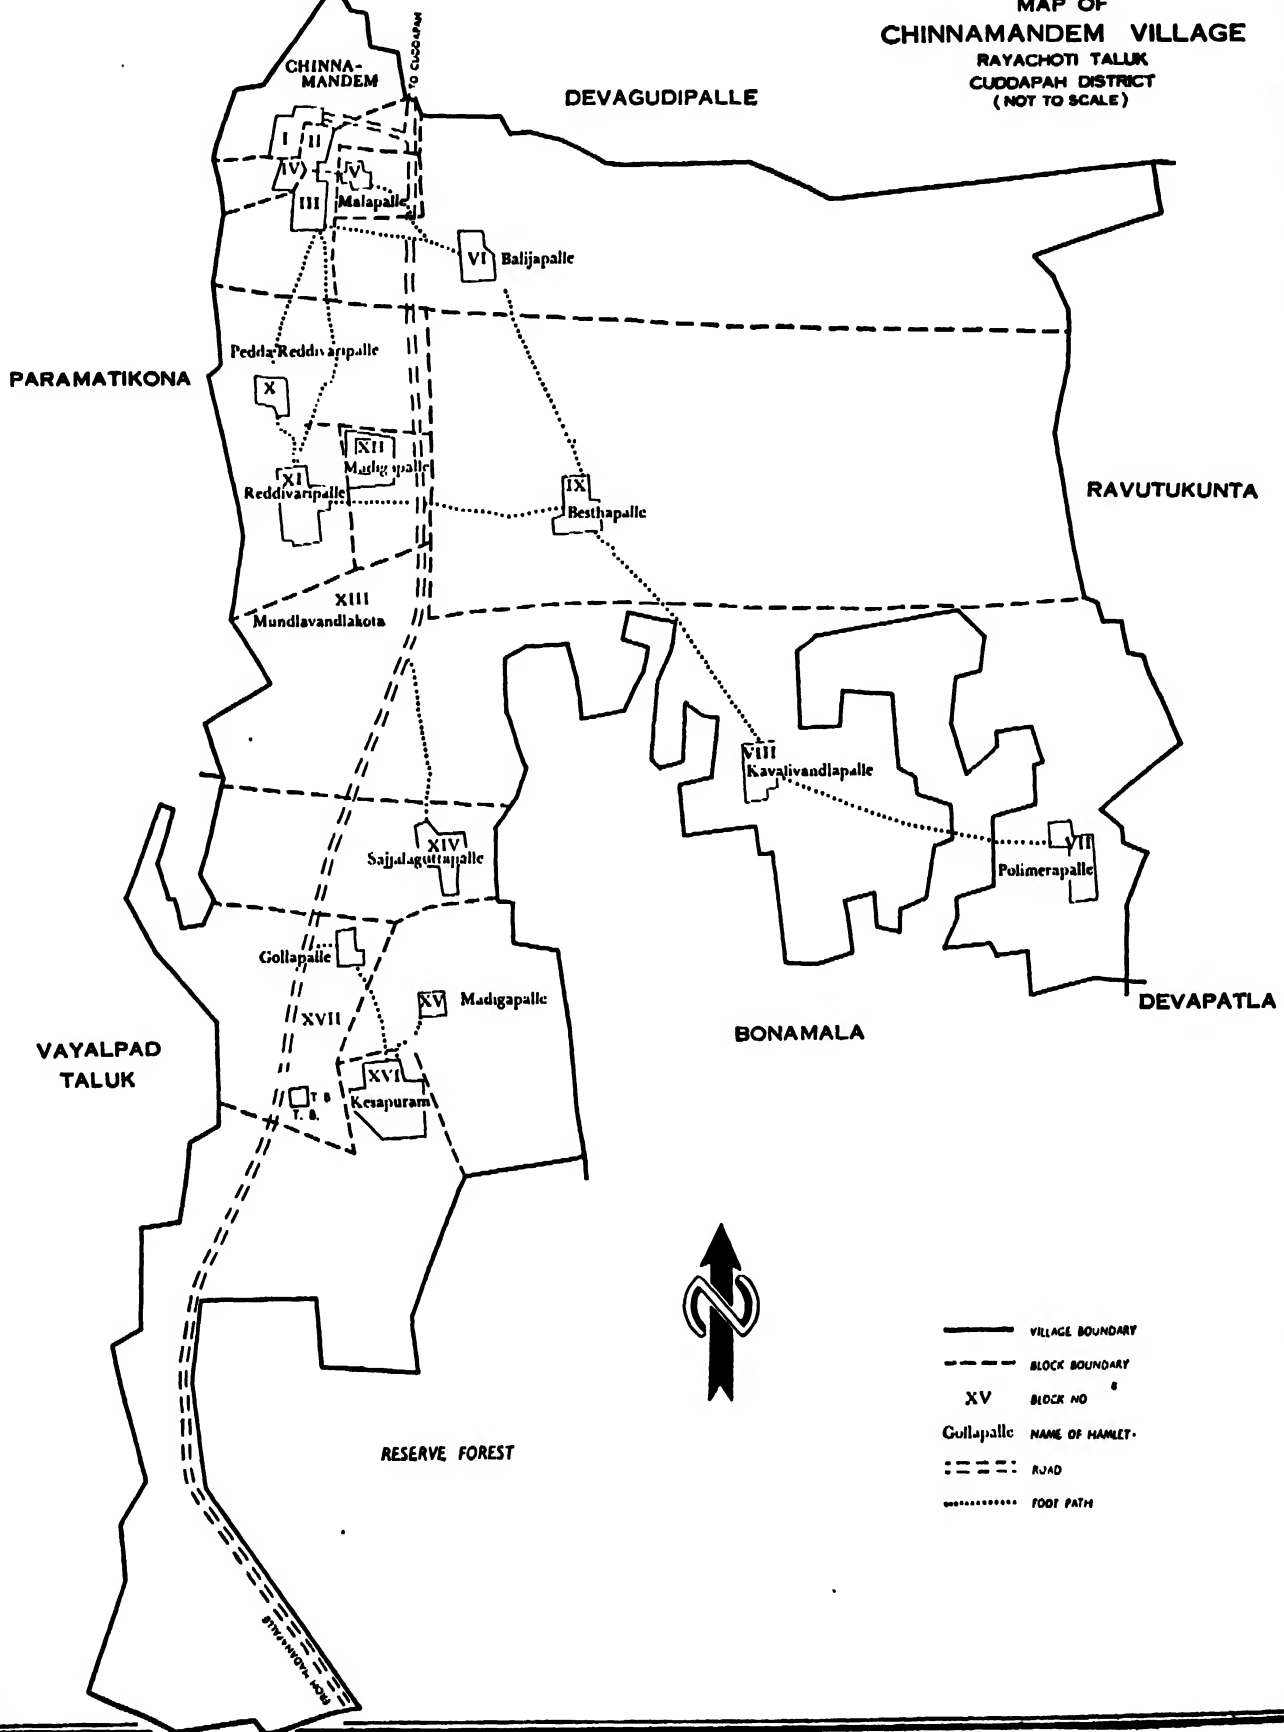 MAP OF
CHINNAMANDEM VILLAGE
RAYACHOTI TALUK
CUDDAPAH DISTRICT
(NOT TO SCALE)
TO CUDDAPAH
CHINNA-
MANDEM
DEVAGUDIPALLE
I
II
IV
V
III
Malapalle
VI Balijapalle
Pedda Reddivaripalle
PARAMATIKONA
X
XII
Madigapalle
XI
Reddivaripalle
IX
Besthapalle
RAVUTUKUNTA
XIII
Mundlavandlakota
VIII
Kavalivandlapalle
XIV
Sajjalaguttapalle
VII
Polimerapalle
Gollapalle
XV Madigapalle
XVII
DEVAPATLA
BONAMALA
VAYALPAD
TALUK
XVI
Kesapuram
T B
T. B.
VILLAGE BOUNDARY
BLOCK BOUNDARY
XV BLOCK NO
Gollapalle NAME OF HAMLET.
ROAD
FOOT PATH
N
RESERVE FOREST
FROM MADANAPALLE